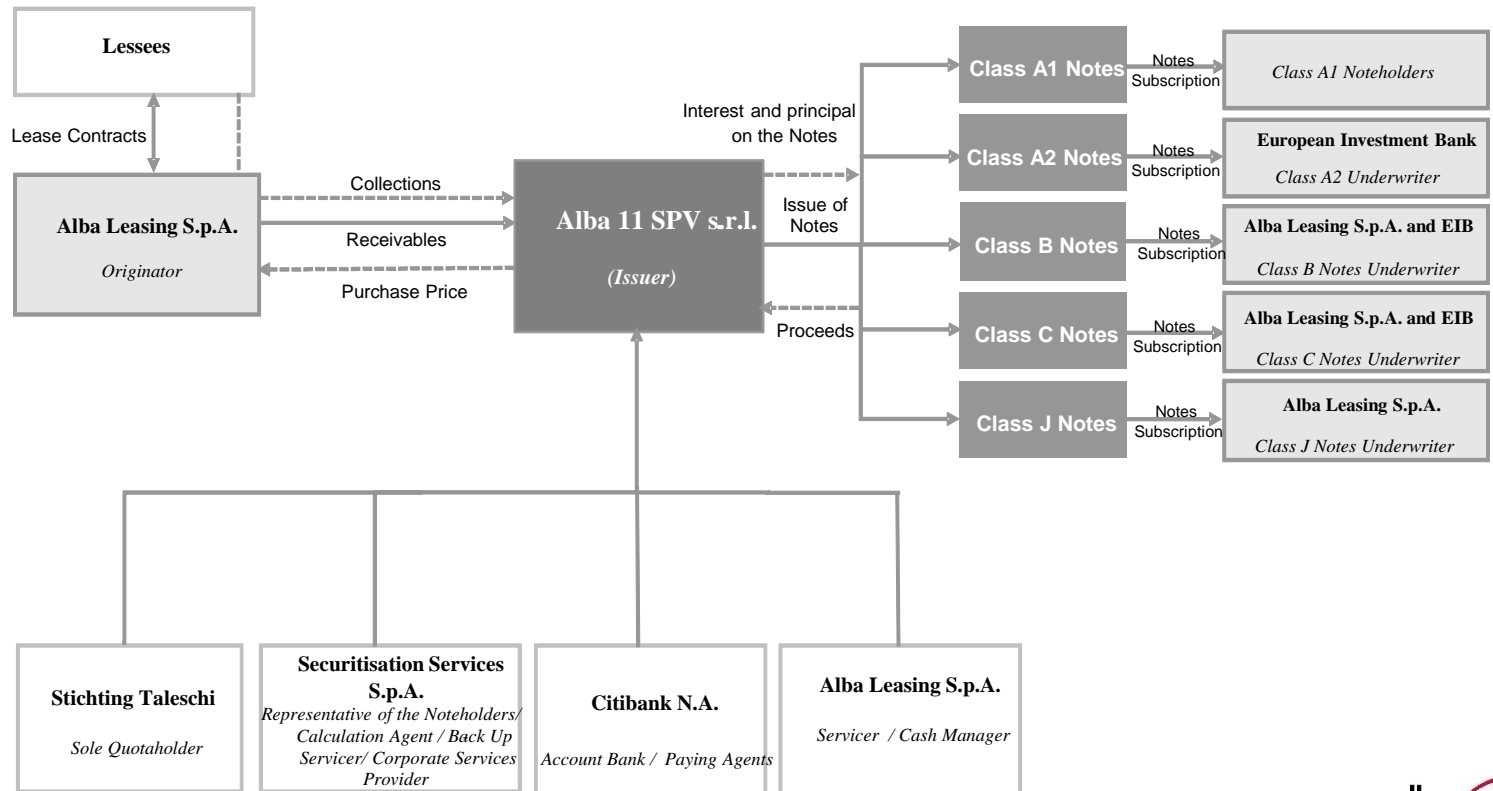 Lessees
Lease Contracts
Alba Leasing S.p.A.
Originator
Collections
Receivables
Purchase Price
Alba 11 SPV s.r.l.
(Issuer)
Interest and principal
on the Notes
Issue of
Notes
Proceeds
Class A1 Notes
Notes
Subscription
Class A1 Noteholders
Class A2 Notes
Notes
Subscription
European Investment Bank
Class A2 Underwriter
Class B Notes
Notes
Subscription
Alba Leasing S.p.A. and EIB
Class B Notes Underwriter
Class C Notes
Notes
Subscription
Alba Leasing S.p.A. and EIB
Class C Notes Underwriter
Class J Notes
Notes
Subscription
Alba Leasing S.p.A.
Class J Notes Underwriter
Stichting Taleschi
Sole Quotaholder
Securitisation Services
S.p.A.
Representative of the Noteholders/
Calculation Agent / Back Up
Servicer/ Corporate Services
Provider
Citibank N.A.
Account Bank / Paying Agents
Alba Leasing S.p.A.
Servicer / Cash Manager